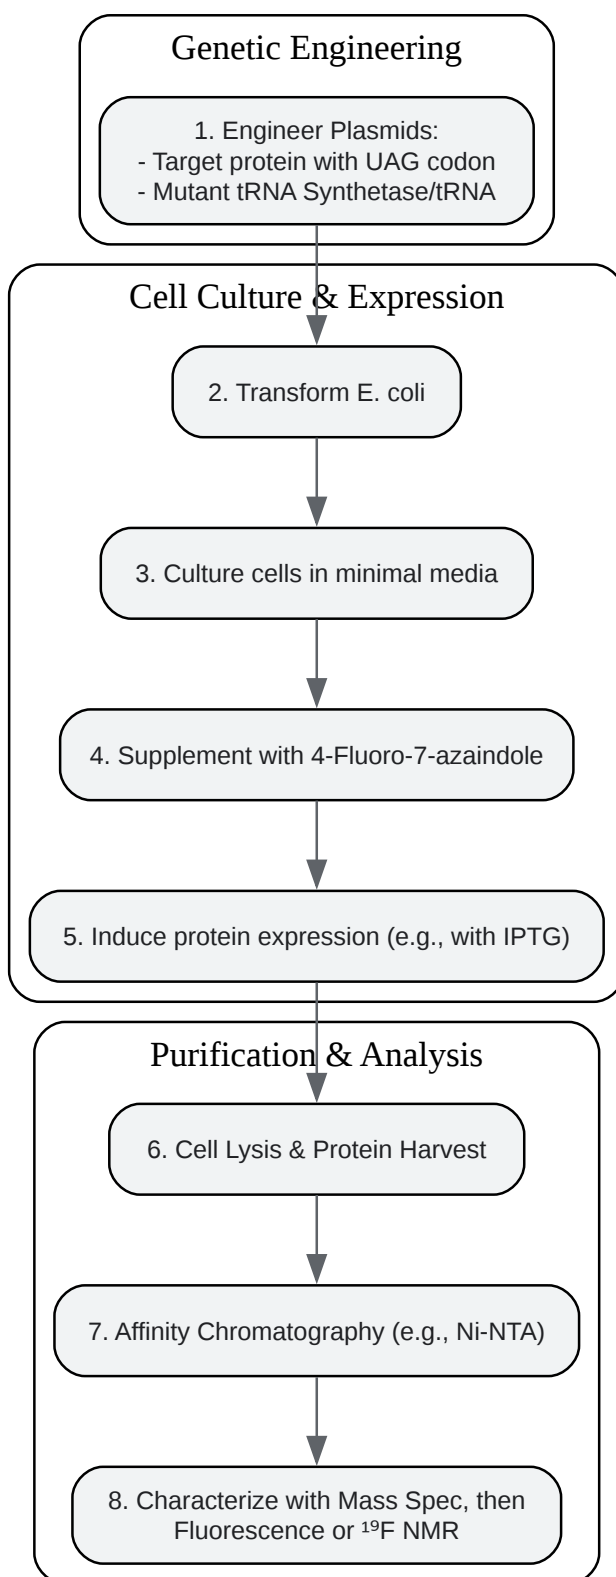 Genetic Engineering
1. Engineer Plasmids:
- Target protein with UAG codon
- Mutant tRNA Synthetase/tRNA
Cell Culture & Expression
2. Transform E. coli
3. Culture cells in minimal media
4. Supplement with 4-Fluoro-7-azaindole
5. Induce protein expression (e.g., with IPTG)
Purification & Analysis
6. Cell Lysis & Protein Harvest
7. Affinity Chromatography (e.g., Ni-NTA)
8. Characterize with Mass Spec, then
Fluorescence or ¹⁹F NMR